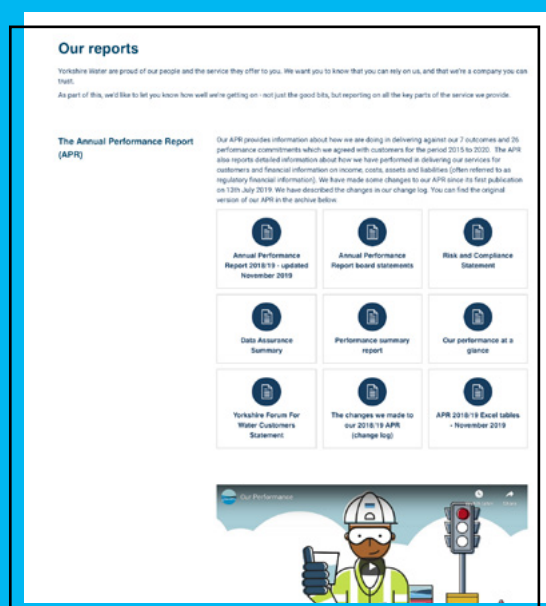 Our reports
Yorkshire Water are proud of our people and the service they offer to you. We want you to know that you can rely on us, and that we're a company you can
trust.
As part of this, we'd like to let you know how well we're getting on - not just the good bits, but reporting on all the key parts of the service we provide.
The Annual Performance Report
(APR)
Our APR provides information about how we are doing in delivering against our 7 outcomes and 26
performance commitments which we agreed with customers for the period 2015 to 2020. The APR
also reports detailed information about how we have performed in delivering our services for
customers and financial information on income, costs, assets and liabilities (often referred to as
regulatory financial information). We have made some changes to our APR since its first publication
on 13th July 2019. We have described the changes in our change log. You can find the original
version of our APR in the archive below.
Annual Performance
Report 2018/19 - updated
November 2019
Annual Performance
Report board statements
Risk and Compliance
Statement
Data Assurance
Summary
Performance summary
report
Our performance at a
glance
Yorkshire Forum For
Water Customers
Statement
The changes we made to
our 2018/19 APR
(change log)
APR 2018/19 Excel tables
- November 2019
Our Performance
Watch later
Share